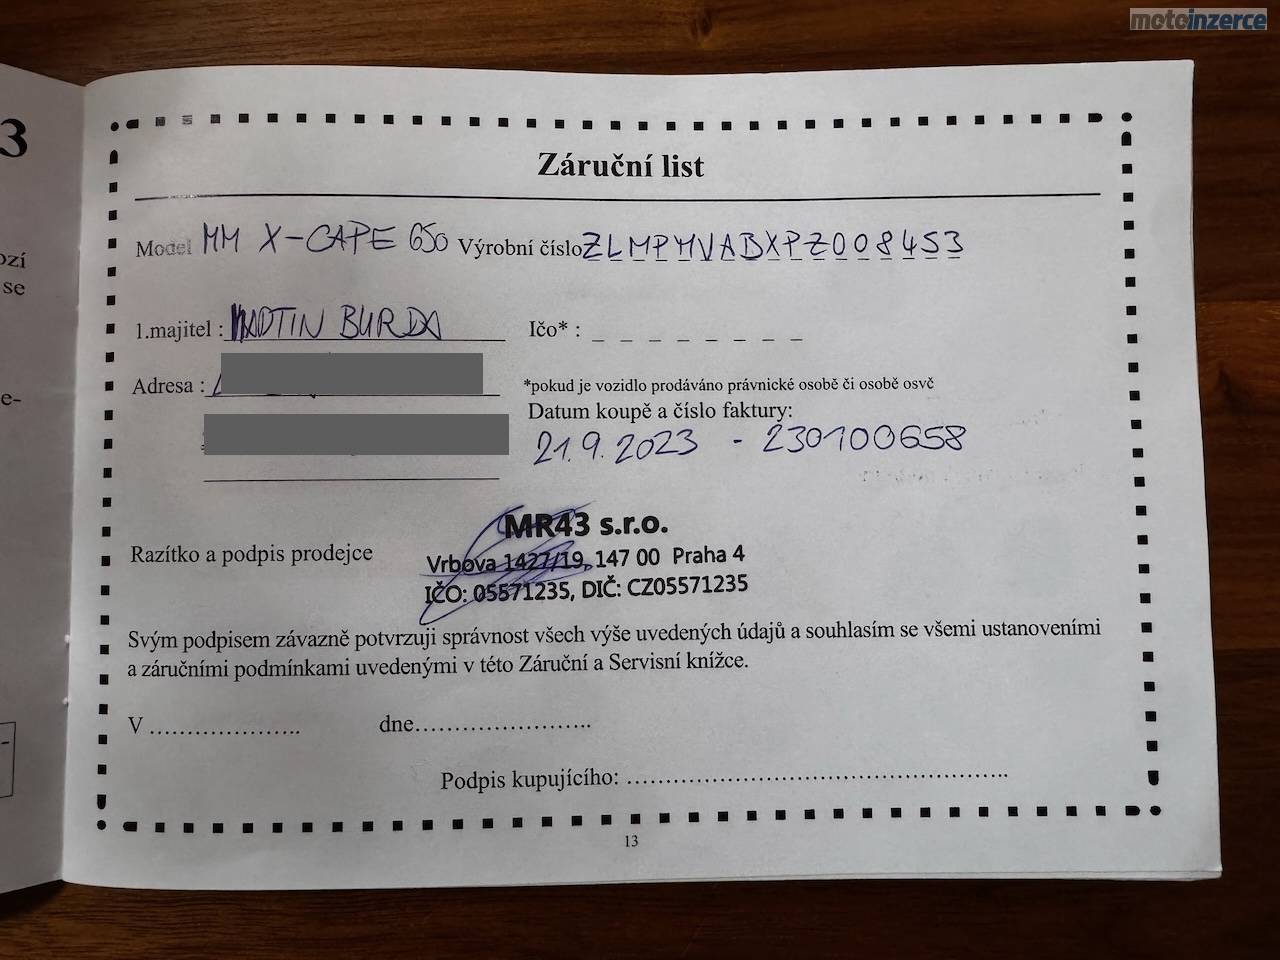 motoinzerce
3
ozí
se
e-
Záruční list
Model MM X-CAPE 650 Výrobní číslo ZLMPMVABXPZ008453
1.majitel : MARTIN BURDA Ičo* : _ _ _ _ _ _ _ _
Adresa :
*pokud je vozidlo prodáváno právnické osobě či osobě osvč
Datum koupě a číslo faktury:
21.9.2023 - 230100658
MR43 s.r.o.
Razítko a podpis prodejce
Vrbova 1427/19, 147 00 Praha 4
IČO: 05571235, DIČ: CZ05571235
Svým podpisem závazně potvrzuji správnost všech výše uvedených údajů a souhlasím se všemi ustanoveními
a záručními podmínkami uvedenými v této Záruční a Servisní knížce.
V .................... dne.......................
Podpis kupujícího: ..................................................
13